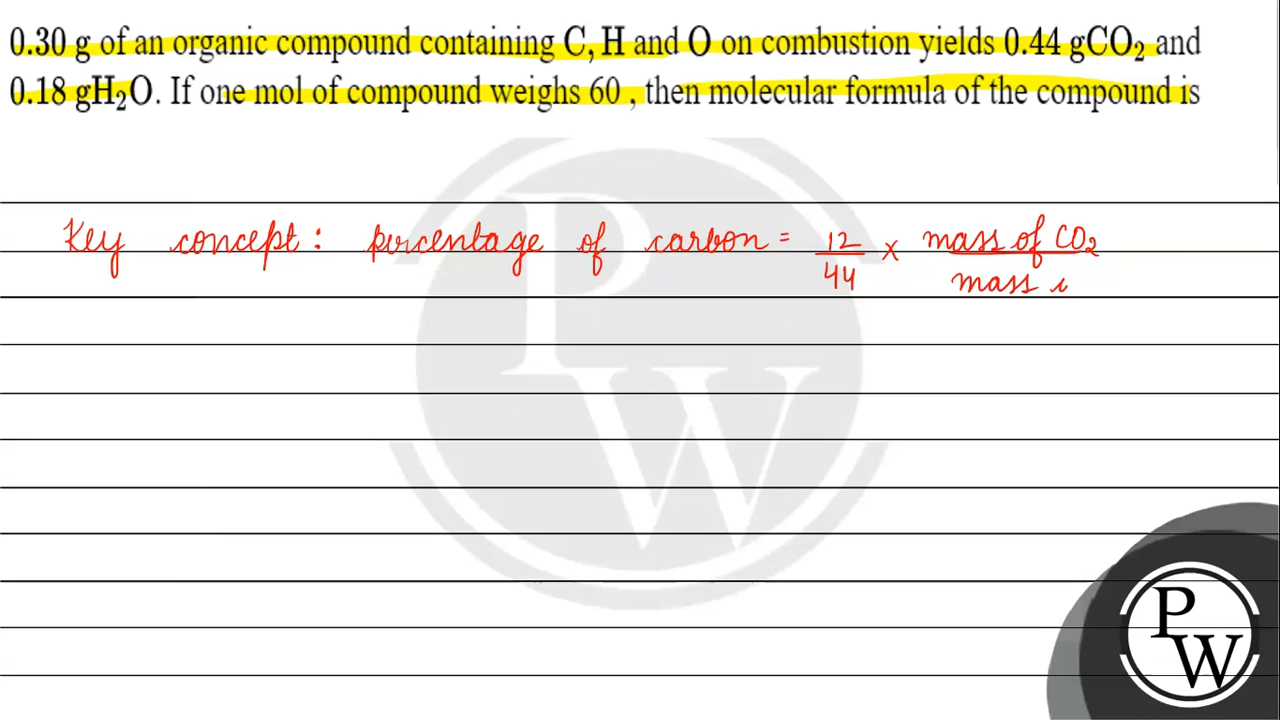 0.30 g of an organic compound containing C, H and O on combustion yields 0.44 gCO₂ and
0.18 gH₂O. If one mol of compound weighs 60 , then molecular formula of the compound is
Key concept : percentage of carbon = 12/44 × mass of CO₂/mass
P
W
P
W